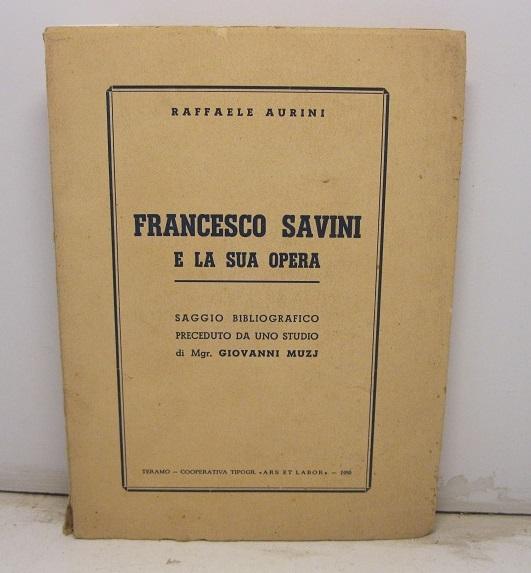 RAFFAELE AURINI
FRANCESCO SAVINI
E LA SUA OPERA
SAGGIO BIBLIOGRAFICO
PRECEDUTO DA UNO STUDIO
di Mgr. GIOVANNI MUZJ
TERAMO — COOPERATIVA TIPOGR. «ARS ET LABOR» — 1950